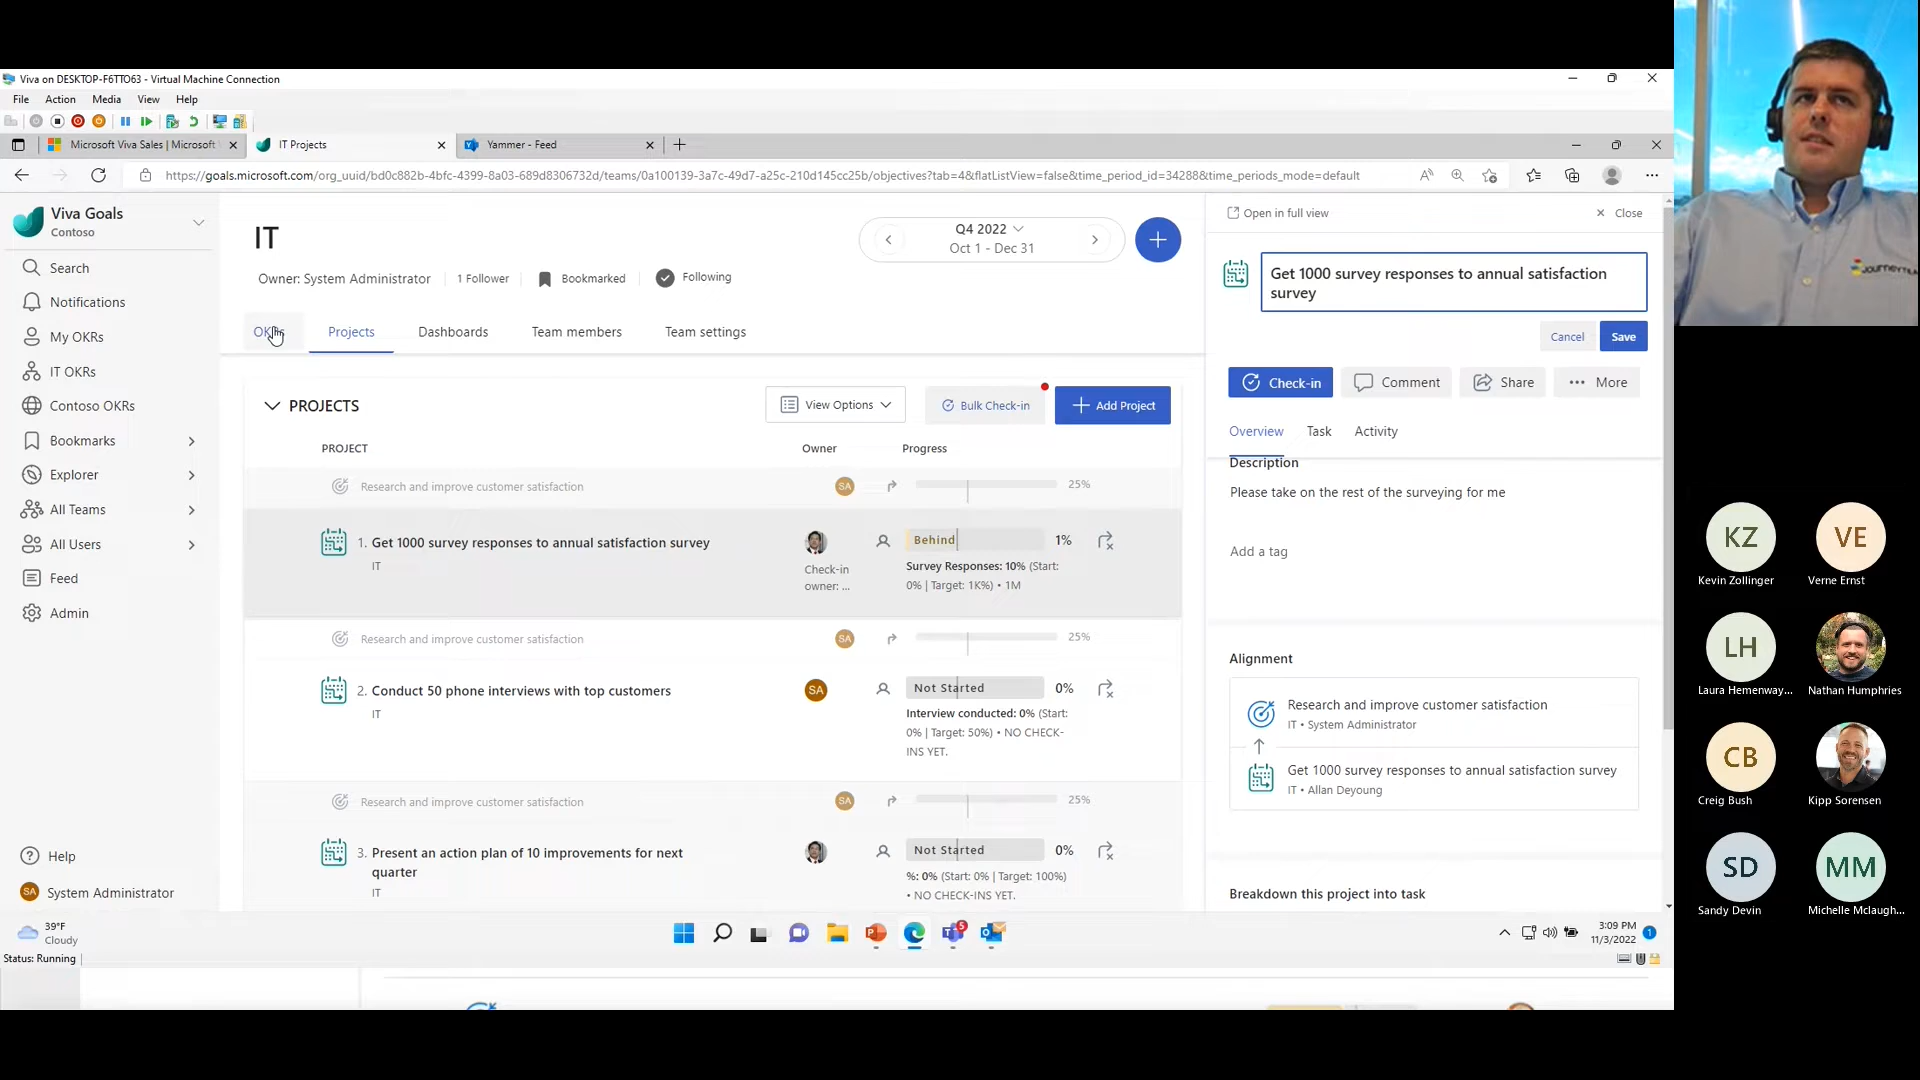 Viva on DESKTOP-F6TTO63 - Virtual Machine Connection
File Action Media View Help
Microsoft Viva Sales | Microsoft
IT Projects
Yammer - Feed
https://goals.microsoft.com/org_uuid/bd0c882b-4bfc-4399-8a03-689d8306732d/teams/0a100139-3a7c-49d7-a25c-210d145cc25b/objectives?tab=4&flatListView=false&time_period_id=34288&time_periods_mode=default
Viva Goals
Contoso
Search
Notifications
My OKRs
IT OKRs
Contoso OKRs
Bookmarks
Explorer
All Teams
All Users
Feed
Admin
Help
SA System Administrator
IT
Owner: System Administrator
1 Follower
Bookmarked
Following
Q4 2022
Oct 1 - Dec 31
OKRs
Projects
Dashboards
Team members
Team settings
PROJECTS
View Options
Bulk Check-in
Add Project
PROJECT
Owner
Progress
Research and improve customer satisfaction
SA
25%
1. Get 1000 survey responses to annual satisfaction survey
IT
Check-in
owner: ...
Behind
1%
Survey Responses: 10% (Start:
0% | Target: 1K%) • 1M
Research and improve customer satisfaction
SA
25%
2. Conduct 50 phone interviews with top customers
IT
SA
Not Started
0%
Interview conducted: 0% (Start:
0% | Target: 50%) • NO CHECK-
INS YET.
Research and improve customer satisfaction
SA
25%
3. Present an action plan of 10 improvements for next
quarter
IT
Not Started
0%
%: 0% (Start: 0% | Target: 100%)
• NO CHECK-INS YET.
Open in full view
Close
Get 1000 survey responses to annual satisfaction
survey
Cancel
Save
Check-in
Comment
Share
More
Overview
Task
Activity
Description
Please take on the rest of the surveying for me
Add a tag
Alignment
Research and improve customer satisfaction
IT • System Administrator
Get 1000 survey responses to annual satisfaction survey
IT • Allan Deyoung
Breakdown this project into task
39°F
Cloudy
5
3:09 PM
11/3/2022
1
Status: Running
KZ
Kevin Zollinger
VE
Verne Ernst
LH
Laura Hemenway...
Nathan Humphries
CB
Creig Bush
Kipp Sorensen
SD
Sandy Devin
MM
Michelle Mclaugh...